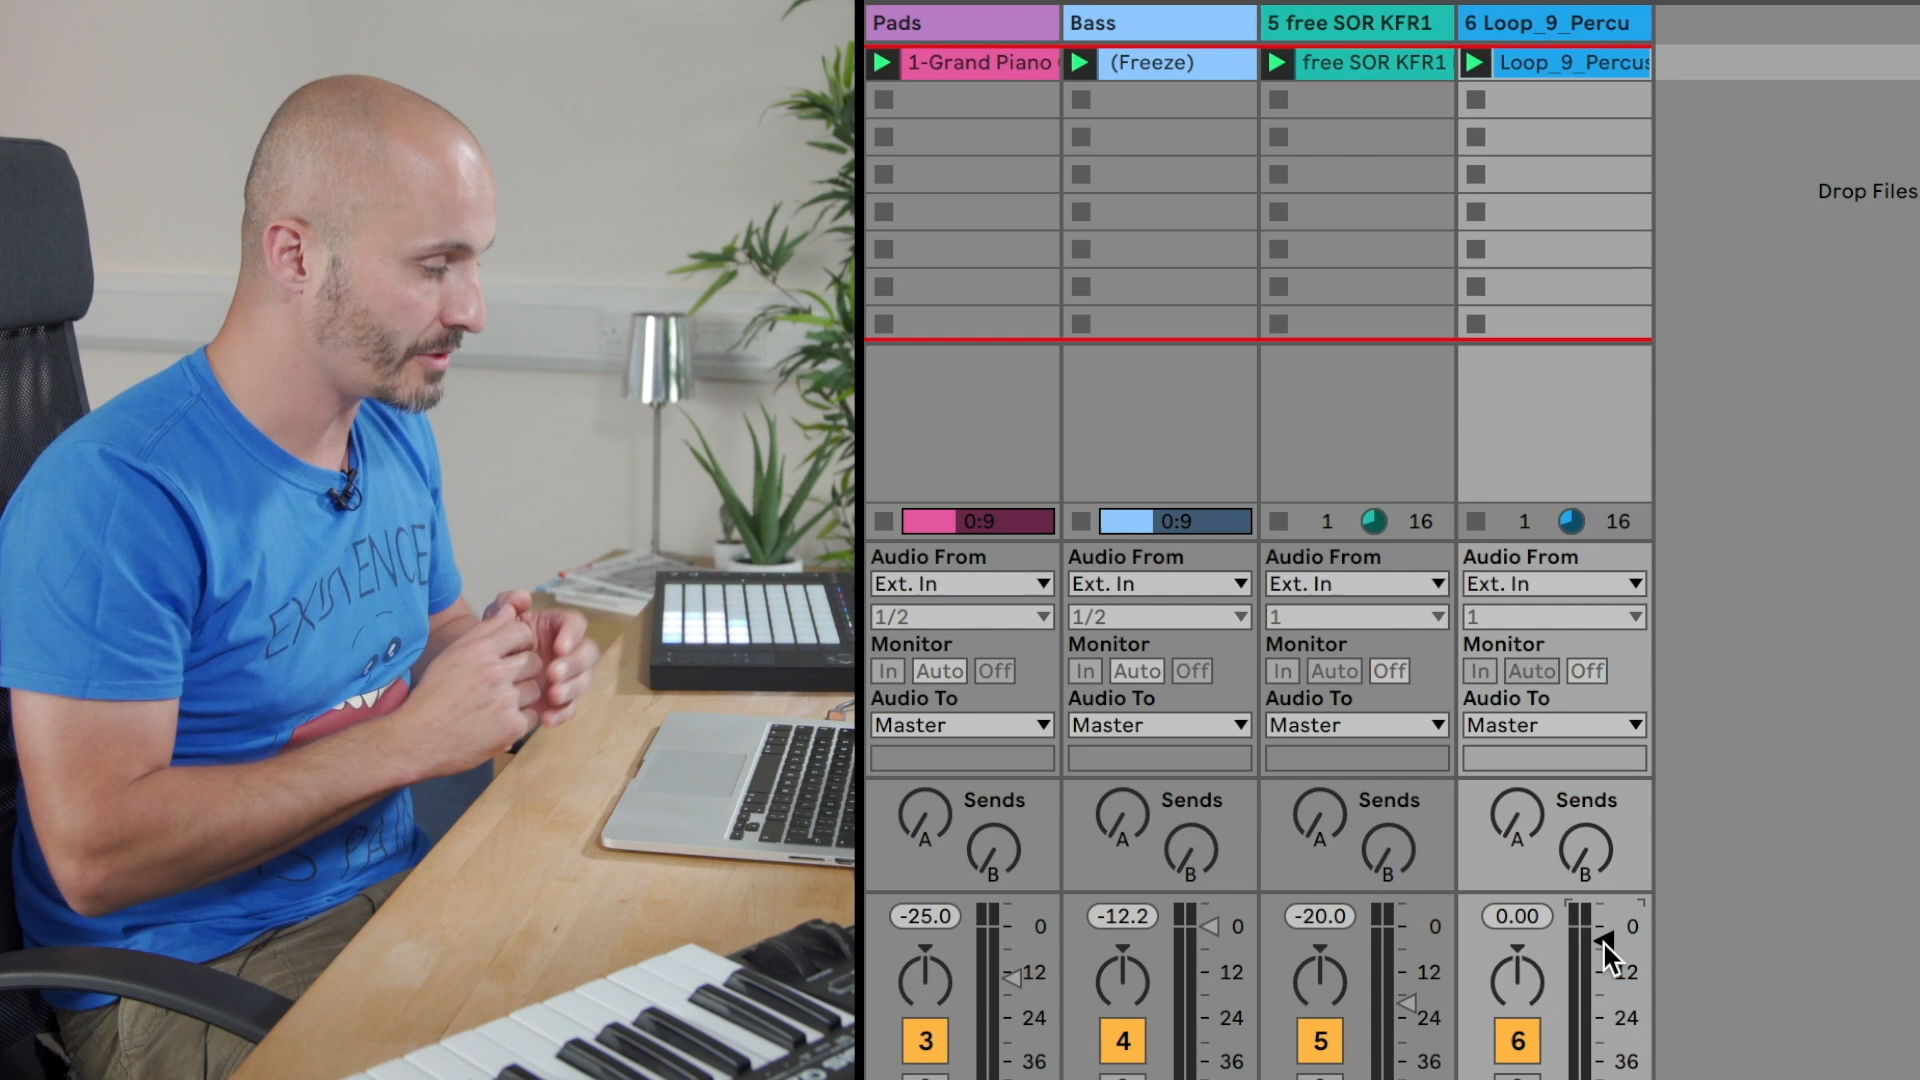 Pads Bass 5 free SOR KFR1 6 Loop_9_Percu
1-Grand Piano (Freeze) free SOR KFR1 Loop_9_Percus
Drop Files
0:9 0:9 1 16 1 16
Audio From Audio From Audio From Audio From
Ext. In Ext. In Ext. In Ext. In
1/2 1/2 1 1
Monitor Monitor Monitor Monitor
In Auto Off In Auto Off In Auto Off In Auto Off
Audio To Audio To Audio To Audio To
Master Master Master Master
Sends Sends Sends Sends
A A A A
B B B B
-25.0 0 -12.2 0 -20.0 0 0.00 0
12 12 12 12
24 24 24 24
3 4 5 6
36 36 36 36
EXISTENCE
IS PAIN